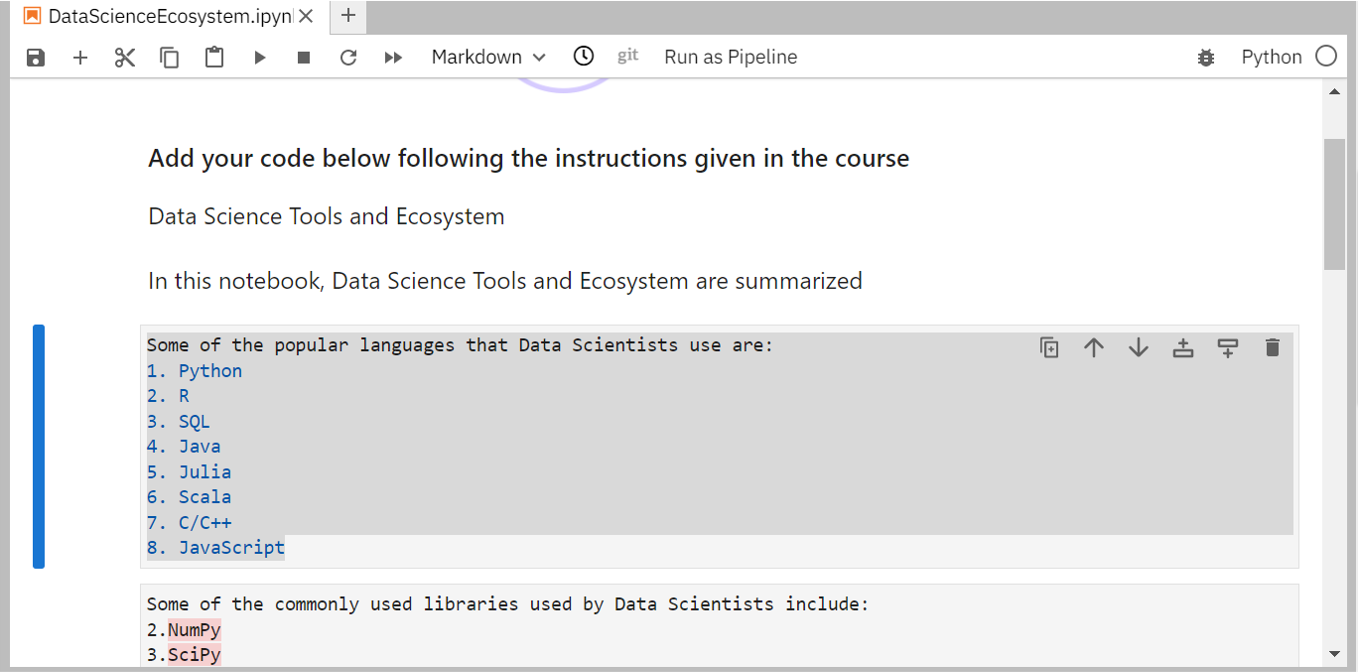 DataScienceEcosystem.ipynl
Markdown
git
Run as Pipeline
Python
Add your code below following the instructions given in the course
Data Science Tools and Ecosystem
In this notebook, Data Science Tools and Ecosystem are summarized
Some of the popular languages that Data Scientists use are:
1. Python
2. R
3. SQL
4. Java
5. Julia
6. Scala
7. C/C++
8. JavaScript
Some of the commonly used libraries used by Data Scientists include:
2.NumPy
3.SciPy